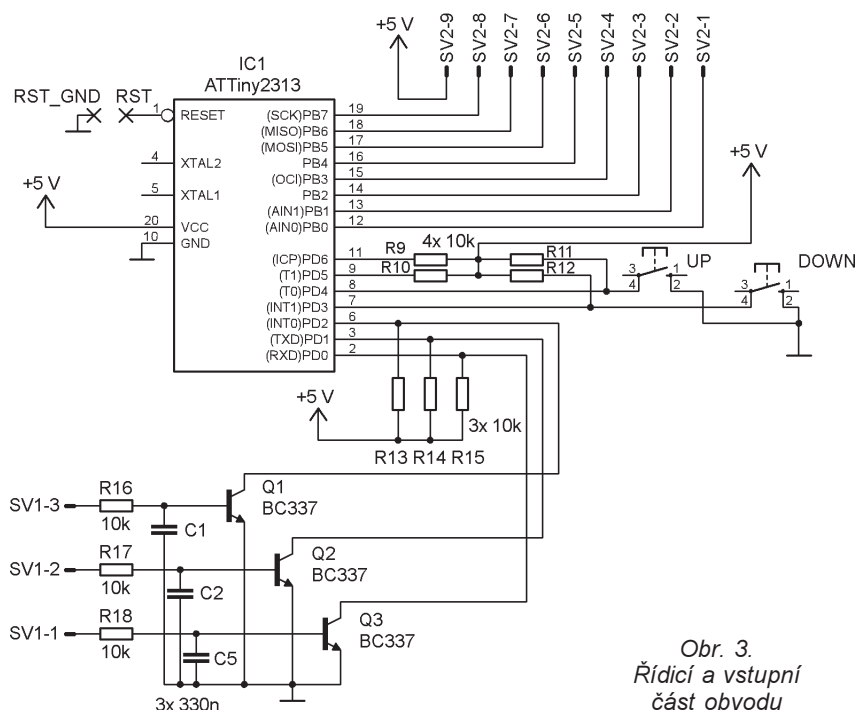 +5 V
SV2-9
SV2-8
SV2-7
SV2-6
SV2-5
SV2-4
SV2-3
SV2-2
SV2-1
IC1
ATTiny2313
RST_GND
RST
1
RESET
(SCK)PB7
19
(MISO)PB6
18
(MOSI)PB5
17
4
XTAL2
PB4
16
(OCI)PB3
15
+5 V
5
XTAL1
PB2
14
(AIN1)PB1
13
20
VCC
(AIN0)PB0
12
10
GND
+5 V
(ICP)PD6
11
R9
4x 10k
R11
(T1)PD5
9
R10
R12
(T0)PD4
8
(INT1)PD3
7
(INT0)PD2
6
(TXD)PD1
3
(RXD)PD0
2
3
4
1
2
UP
3
4
1
2
DOWN
+5 V
3x 10k
R13 R14 R15
SV1-3
R16
10k
C1
Q1
BC337
SV1-2
R17
10k
C2
Q2
BC337
SV1-1
R18
10k
C5
Q3
BC337
3x 330n
Obr. 3.
Řídicí a vstupní
část obvodu